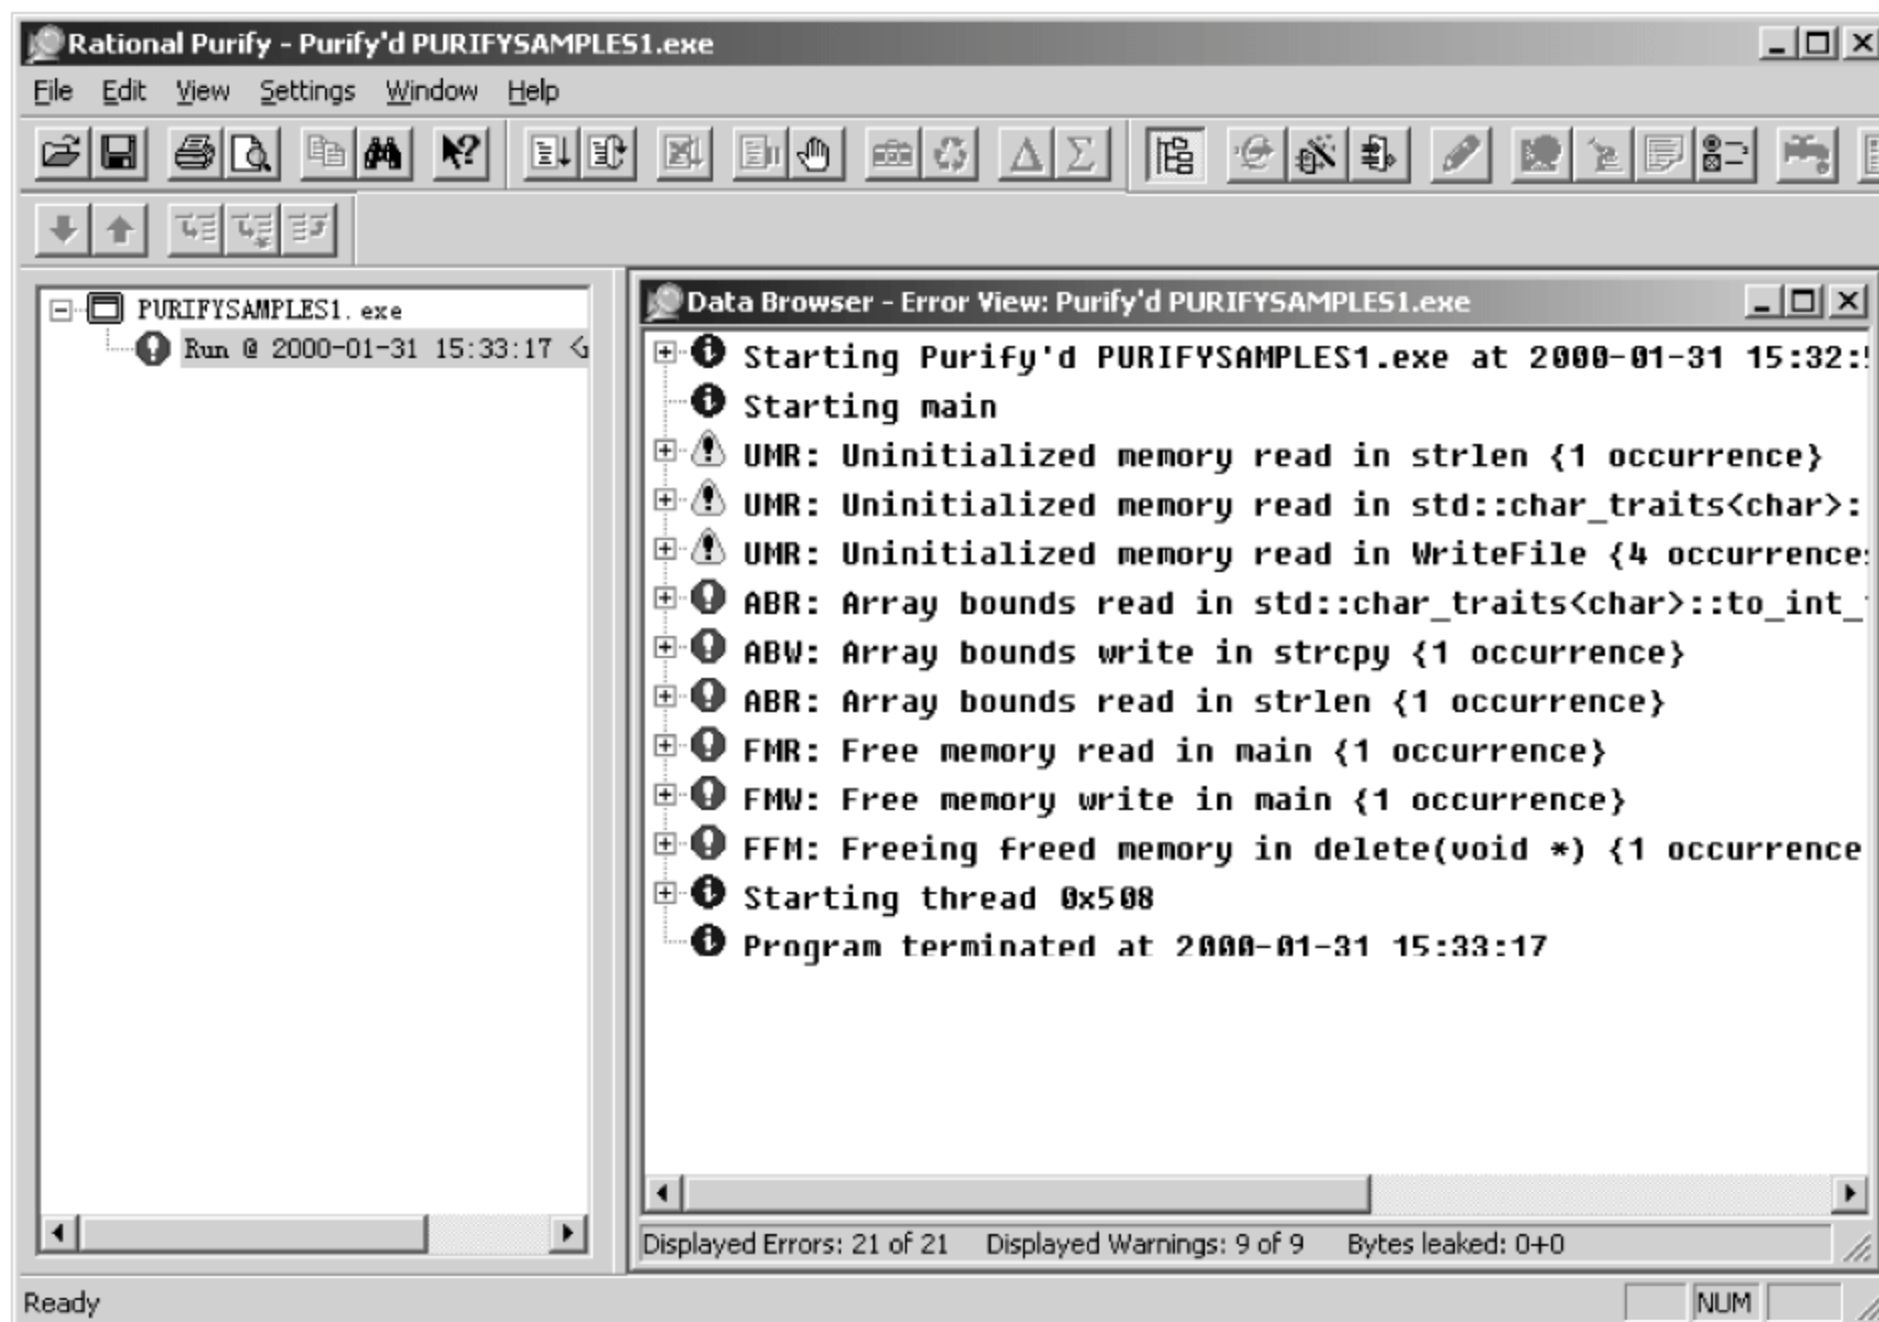 Rational Purify - Purify'd PURIFYSAMPLES1.exe
File Edit View Settings Window Help
PURIFYSAMPLES1.exe
Run @ 2000-01-31 15:33:17
Data Browser - Error View: Purify'd PURIFYSAMPLES1.exe
Starting Purify'd PURIFYSAMPLES1.exe at 2000-01-31 15:32:
Starting main
UMR: Uninitialized memory read in strlen {1 occurrence}
UMR: Uninitialized memory read in std::char_traits<char>:
UMR: Uninitialized memory read in WriteFile {4 occurrence
ABR: Array bounds read in std::char_traits<char>::to_int_
ABW: Array bounds write in strcpy {1 occurrence}
ABR: Array bounds read in strlen {1 occurrence}
FMR: Free memory read in main {1 occurrence}
FMW: Free memory write in main {1 occurrence}
FFM: Freeing freed memory in delete(void *) {1 occurrence
Starting thread 0x508
Program terminated at 2000-01-31 15:33:17
Displayed Errors: 21 of 21 Displayed Warnings: 9 of 9 Bytes leaked: 0+0
Ready NUM